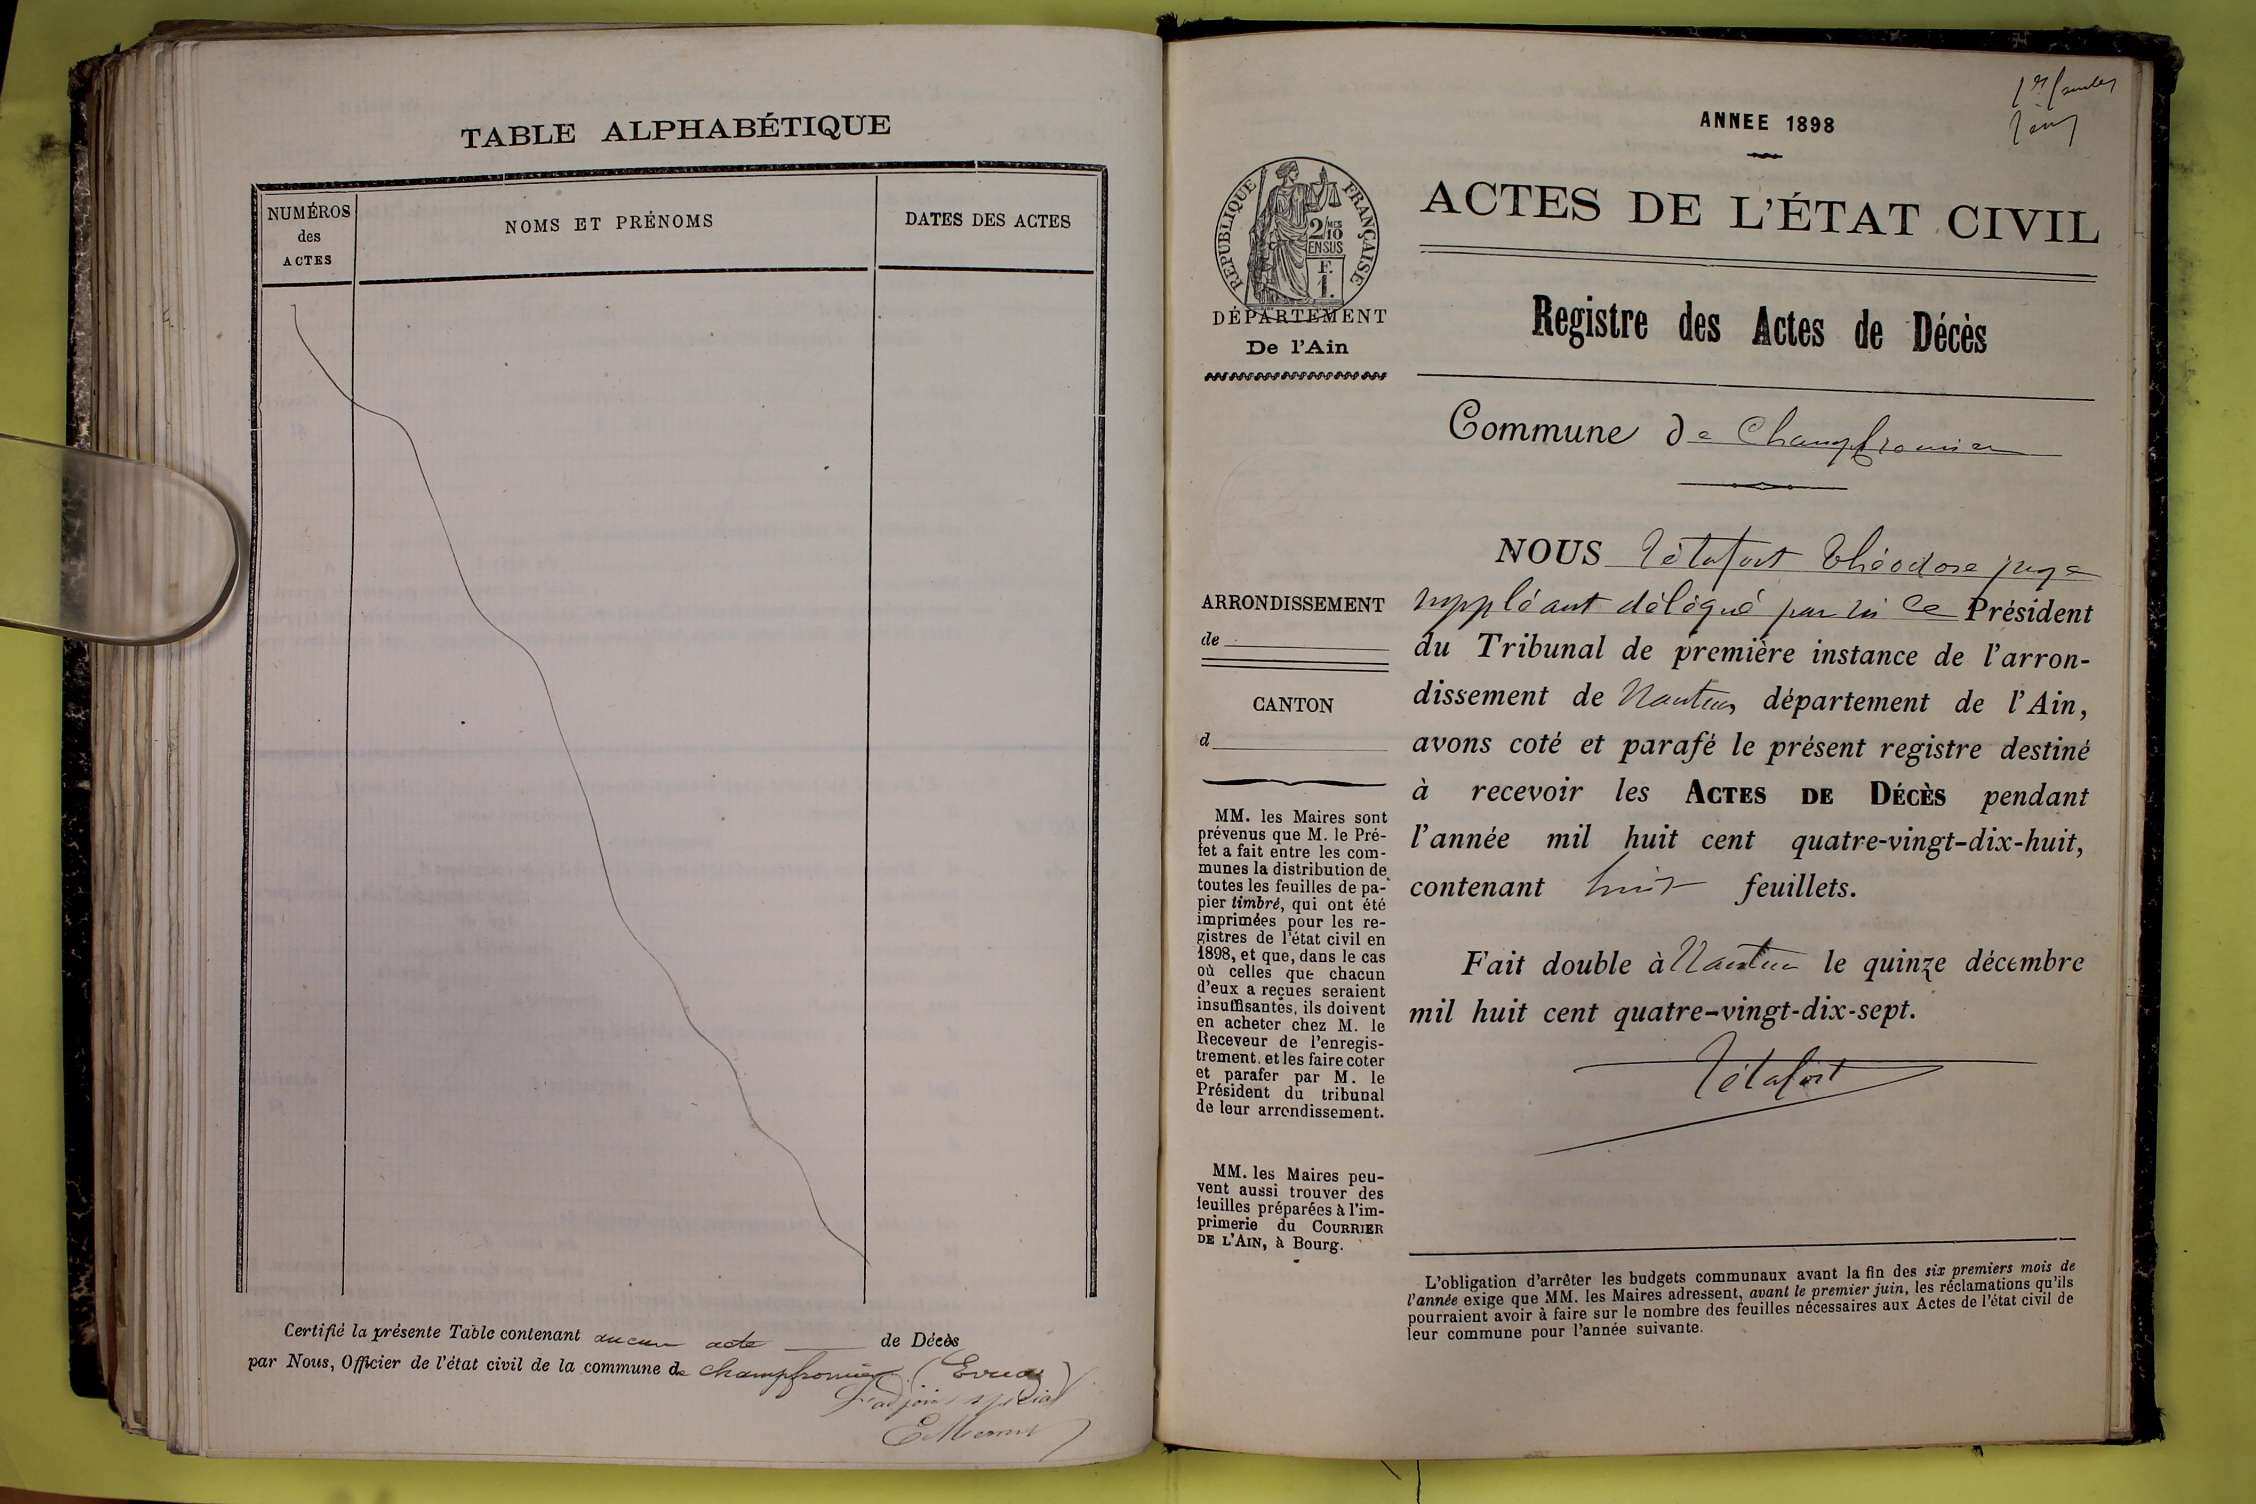 TABLE ALPHABÉTIQUE
NUMÉROS
des
ACTES
NOMS ET PRÉNOMS
DATES DES ACTES
Certifié la présente Table contenant aucun acte de Décès
par Nous, Officier de l'état civil de la commune de Champfromier (Evuaz)
L'adjoint spécial
ANNEE 1898
RÉPUBLIQUE FRANÇAISE
2/10
MES
EN SUS
F.
1.
DÉPARTEMENT
De l'Ain
ACTES DE L'ÉTAT CIVIL
Registre des Actes de Décès
Commune de Champfromier
ARRONDISSEMENT
de
CANTON
d
MM. les Maires sont
prévenus que M. le Pré-
fet a fait entre les com-
munes la distribution de
toutes les feuilles de pa-
pier timbré, qui ont été
imprimées pour les re-
gistres de l'état civil en
1898, et que, dans le cas
où celles que chacun
d'eux a reçues seraient
insuffisantes, ils doivent
en acheter chez M. le
Receveur de l'enregis-
trement, et les faire coter
et parafer par M. le
Président du tribunal
de leur arrondissement.
MM. les Maires peu-
vent aussi trouver des
feuilles préparées à l'im-
primerie du COURRIER
DE L'AIN, à Bourg.
NOUS Tétafort Théodore juge
suppléant délégué par M le Président
du Tribunal de première instance de l'arron-
dissement de Nantua, département de l'Ain,
avons coté et parafé le présent registre destiné
à recevoir les ACTES DE DÉCÈS pendant
l'année mil huit cent quatre-vingt-dix-huit,
contenant huit feuillets.
Fait double à Nantua le quinze décembre
mil huit cent quatre-vingt-dix-sept.
Tétafort
L'obligation d'arrêter les budgets communaux avant la fin des six premiers mois de
l'année exige que MM. les Maires adressent, avant le premier juin, les réclamations qu'ils
pourraient avoir à faire sur le nombre des feuilles nécessaires aux Actes de l'état civil de
leur commune pour l'année suivante.